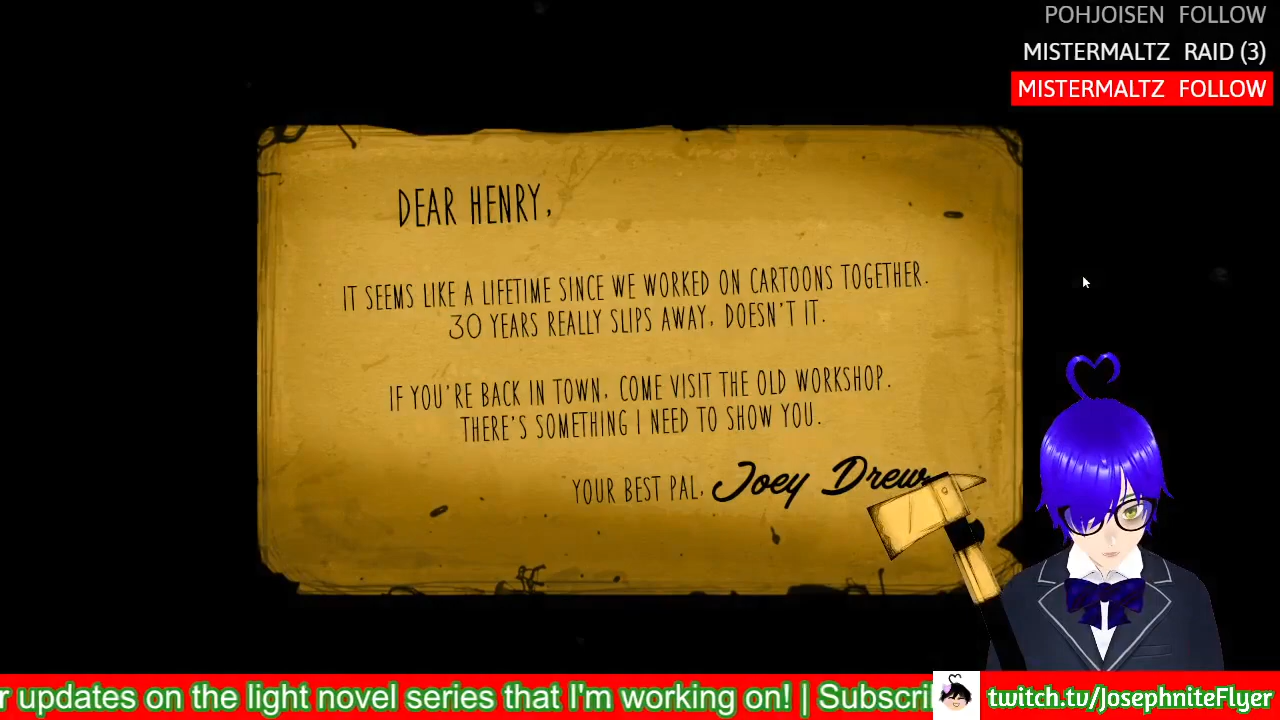 POHJOISEN FOLLOW
MISTERMALTZ RAID (3)
MISTERMALTZ FOLLOW
DEAR HENRY,
IT SEEMS LIKE A LIFETIME SINCE WE WORKED ON CARTOONS TOGETHER.
30 YEARS REALLY SLIPS AWAY, DOESN'T IT.
IF YOU'RE BACK IN TOWN, COME VISIT THE OLD WORKSHOP.
THERE'S SOMETHING I NEED TO SHOW YOU.
YOUR BEST PAL, Joey Drew
r updates on the light novel series that I'm working on! | Subscri
twitch.tv/JosephniteFlyer